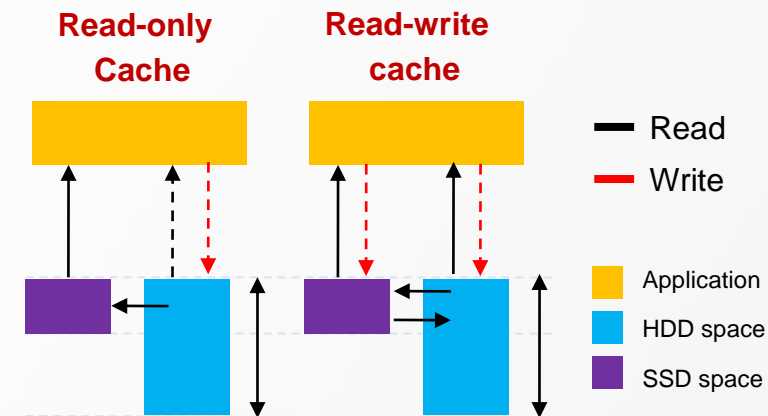 Read-only
Cache
Read-write
cache
Read
Write
Application
HDD space
SSD space